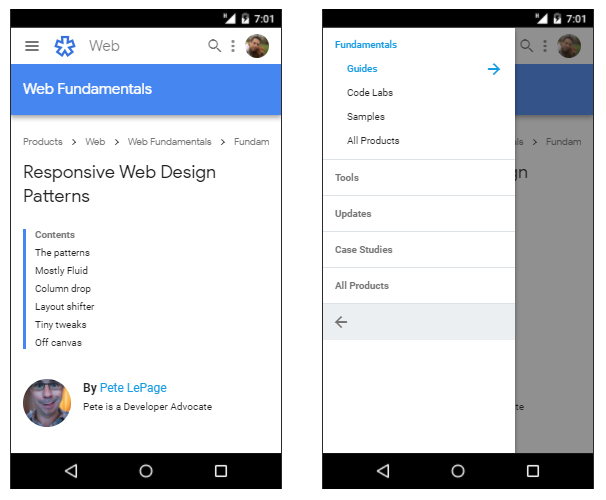 7:01
Web
Web Fundamentals
Products > Web > Web Fundamentals > Fundam
Responsive Web Design
Patterns
Contents
The patterns
Mostly Fluid
Column drop
Layout shifter
Tiny tweaks
Off canvas
By Pete LePage
Pete is a Developer Advocate
7:01
Fundamentals
Guides
Code Labs
Samples
All Products
Tools
Updates
Case Studies
All Products
ls > Fundam
gn
te